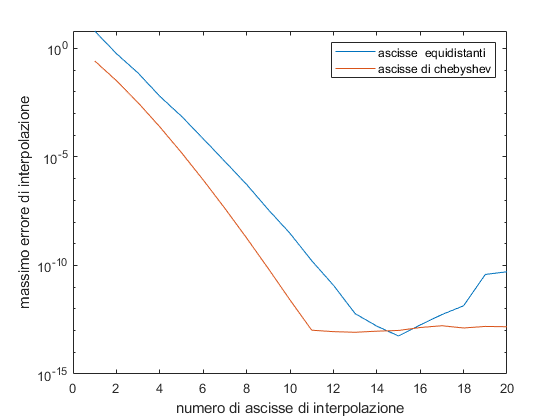 ascisse  equidistanti
ascisse di chebyshev
massimo errore di interpolazione
10^0
10^-5
10^-10
10^-15
0 2 4 6 8 10 12 14 16 18 20
numero di ascisse di interpolazione